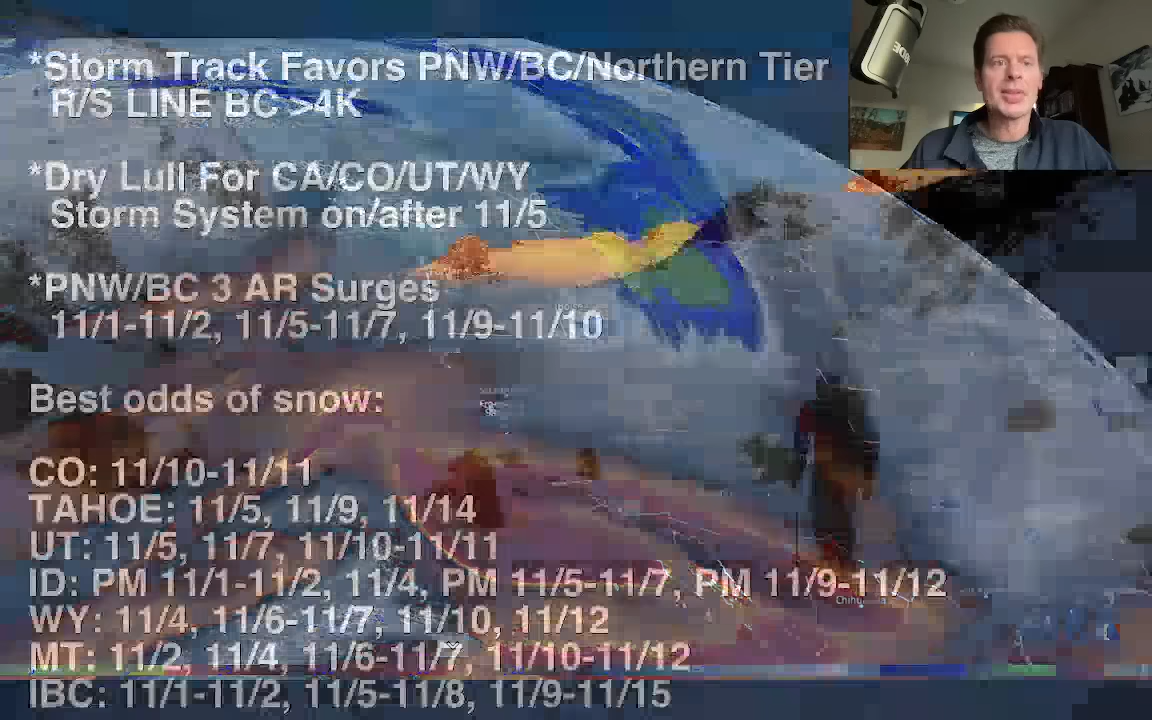 *Storm Track Favors PNW/BC/Northern Tier
R/S LINE BC >4K
*Dry Lull For CA/CO/UT/WY
Storm System on/after 11/5
*PNW/BC 3 AR Surges
11/1-11/2, 11/5-11/7, 11/9-11/10
Best odds of snow:
CO: 11/10-11/11
TAHOE: 11/5, 11/9, 11/14
UT: 11/5, 11/7, 11/10-11/11
ID: PM 11/1-11/2, 11/4, PM 11/5-11/7, PM 11/9-11/12
WY: 11/4, 11/6-11/7, 11/10, 11/12
MT: 11/2, 11/4, 11/6-11/7, 11/10-11/12
IBC: 11/1-11/2, 11/5-11/8, 11/9-11/15